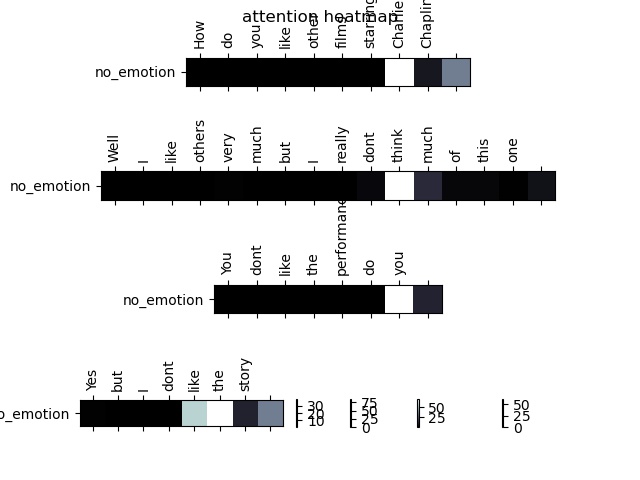 attention heatmap
How do you like other films starring Charlie Chaplin
no_emotion
Well I like others very much but I really dont think much of this one
no_emotion
You dont like the performance do you
no_emotion
Yes but I dont like the story
no_emotion
30 20 10
75 50 25 0
50 25
50 25 0